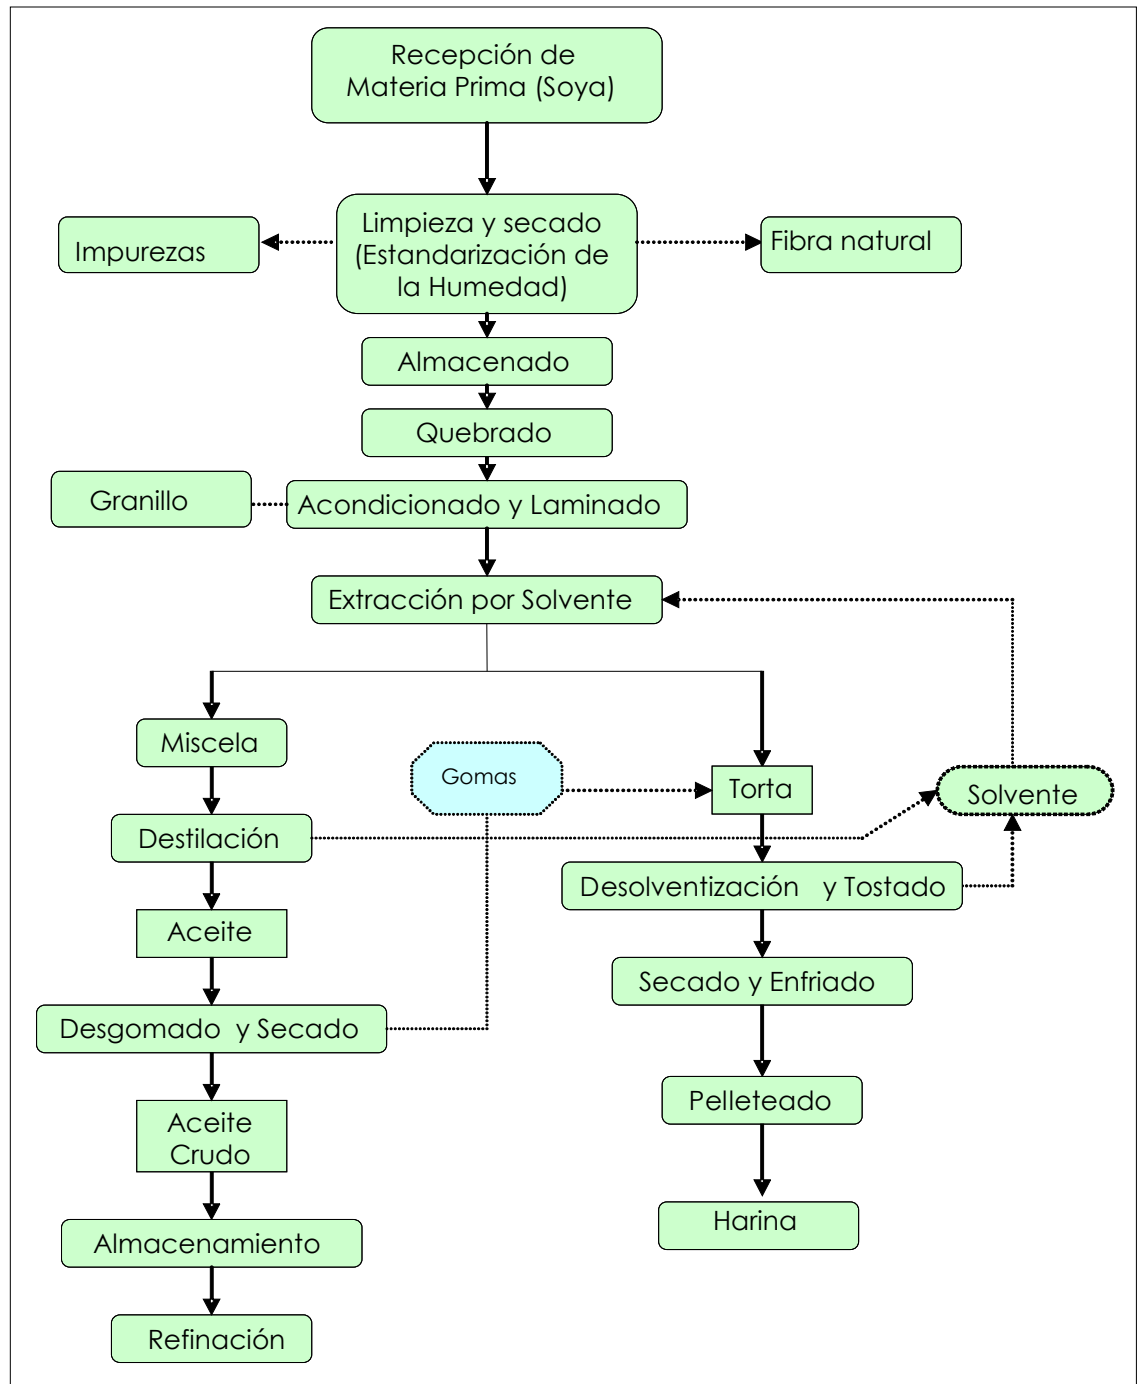 Recepción de
Materia Prima (Soya)
Impurezas
Limpieza y secado
(Estandarización de
la Humedad)
Fibra natural
Almacenado
Quebrado
Granillo
Acondicionado y Laminado
Extracción por Solvente
Miscela
Gomas
Torta
Solvente
Destilación
Desolventización y Tostado
Aceite
Secado y Enfriado
Desgomado y Secado
Pelleteado
Aceite
Crudo
Harina
Almacenamiento
Refinación